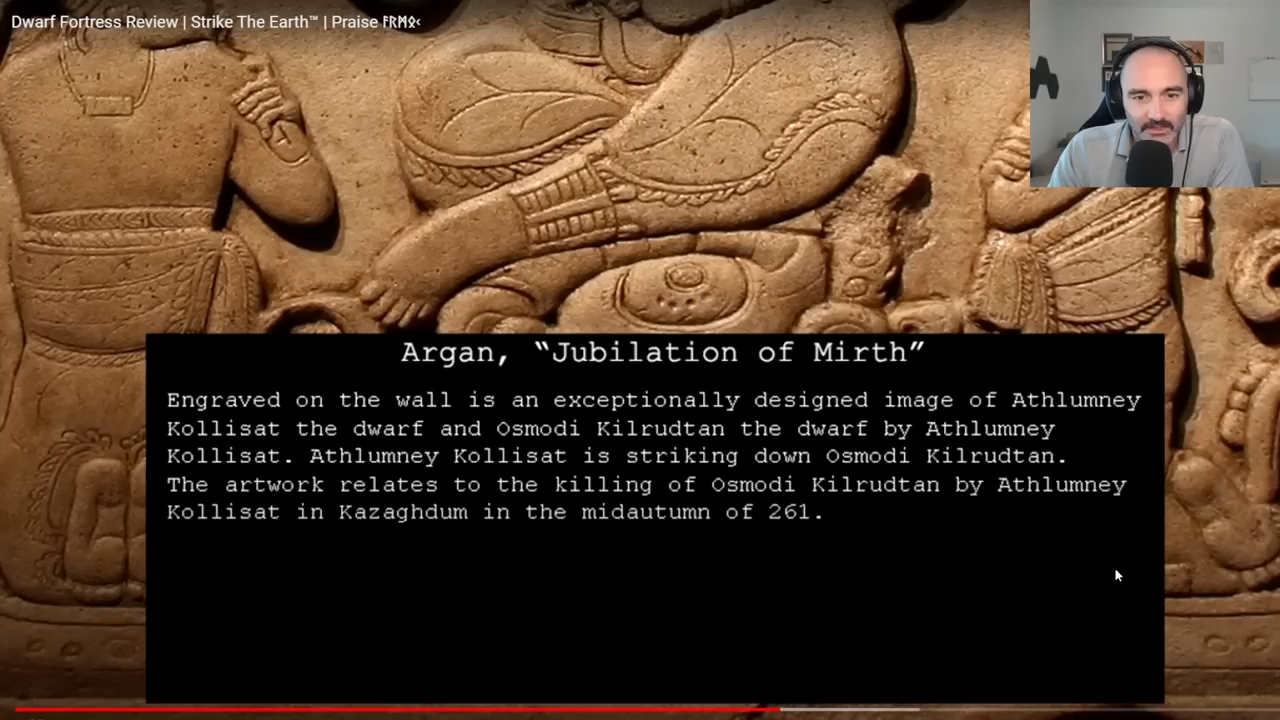 Dwarf Fortress Review | Strike The Earth™ | Praise ᚨᚱᛗᛟᚲ
Argan, “Jubilation of Mirth”
Engraved on the wall is an exceptionally designed image of Athlumney
Kollisat the dwarf and Osmodi Kilrudtan the dwarf by Athlumney
Kollisat. Athlumney Kollisat is striking down Osmodi Kilrudtan.
The artwork relates to the killing of Osmodi Kilrudtan by Athlumney
Kollisat in Kazaghdum in the midautumn of 261.